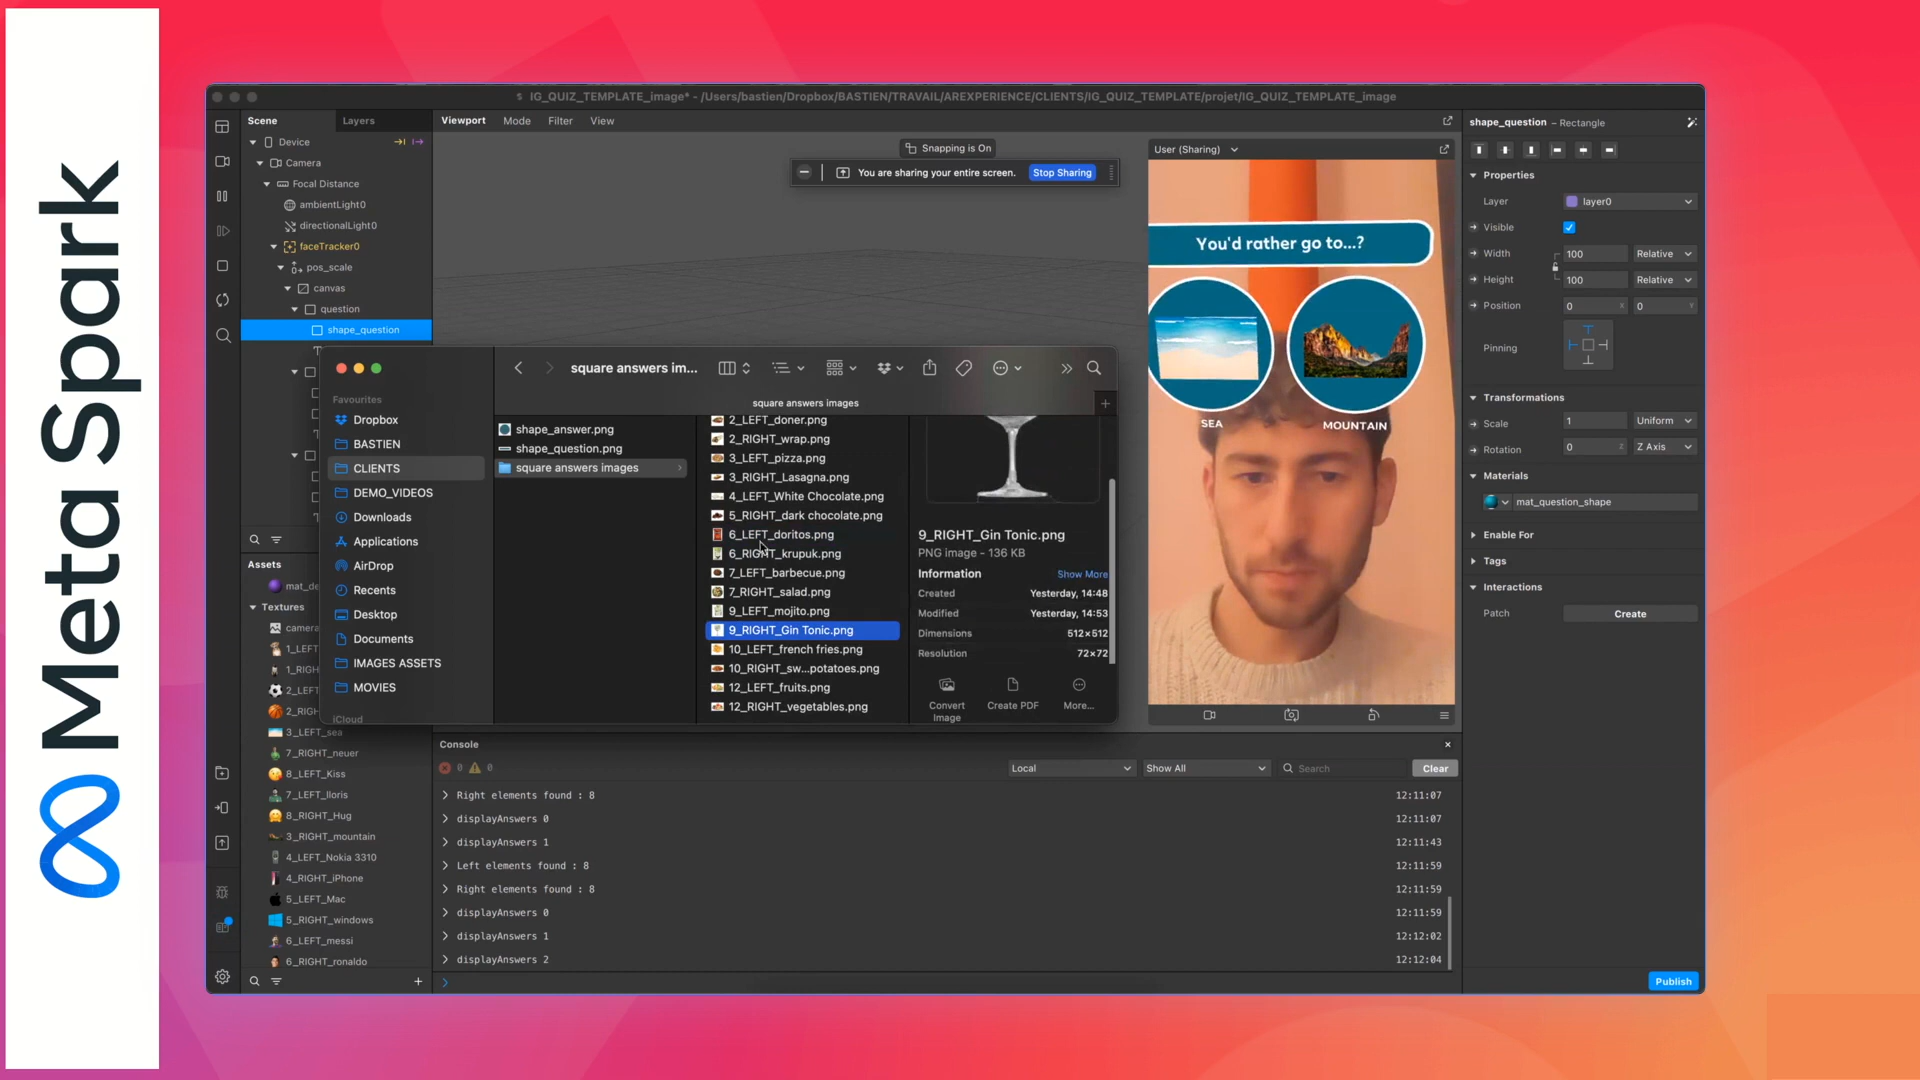 Meta Spark
IG_QUIZ_TEMPLATE_image* - /Users/bastien/Dropbox/BASTIEN/TRAVAIL/AREXPERIENCE/CLIENTS/IG_QUIZ_TEMPLATE/projet/IG_QUIZ_TEMPLATE_image
Scene
Layers
Device
Camera
Focal Distance
ambientLight0
directionalLight0
faceTracker0
pos_scale
canvas
question
shape_question
Viewport
Mode
Filter
View
Snapping is On
You are sharing your entire screen.
Stop Sharing
User (Sharing)
You'd rather go to...?
SEA
MOUNTAIN
Favourites
Dropbox
BASTIEN
CLIENTS
DEMO_VIDEOS
Downloads
Applications
AirDrop
Recents
Desktop
Documents
IMAGES ASSETS
MOVIES
iCloud
square answers im...
square answers images
shape_answer.png
shape_question.png
square answers images
2_LEFT_doner.png
2_RIGHT_wrap.png
3_LEFT_pizza.png
3_RIGHT_Lasagna.png
4_LEFT_White Chocolate.png
5_RIGHT_dark chocolate.png
6_LEFT_doritos.png
6_RIGHT_krupuk.png
7_LEFT_barbecue.png
7_RIGHT_salad.png
9_LEFT_mojito.png
9_RIGHT_Gin Tonic.png
10_LEFT_french fries.png
10_RIGHT_sw...potatoes.png
12_LEFT_fruits.png
12_RIGHT_vegetables.png
9_RIGHT_Gin Tonic.png
PNG image - 136 KB
Information
Show More
Created
Yesterday, 14:48
Modified
Yesterday, 14:53
Dimensions
512×512
Resolution
72×72
Convert
Image
Create PDF
More...
Assets
mat_de
Textures
camera
1_LEFT
1_RIGH
2_LEFT
2_RIGH
3_LEFT_sea
7_RIGHT_neuer
8_LEFT_Kiss
7_LEFT_lloris
8_RIGHT_Hug
3_RIGHT_mountain
4_LEFT_Nokia 3310
4_RIGHT_iPhone
5_LEFT_Mac
5_RIGHT_windows
6_LEFT_messi
6_RIGHT_ronaldo
Console
0
0
Local
Show All
Search
Clear
Right elements found : 8
12:11:07
displayAnswers 0
12:11:07
displayAnswers 1
12:11:43
Left elements found : 8
12:11:59
Right elements found : 8
12:11:59
displayAnswers 0
12:11:59
displayAnswers 1
12:12:02
displayAnswers 2
12:12:04
shape_question – Rectangle
Properties
Layer
layer0
Visible
Width
100
Relative
Height
100
Relative
Position
0
X
0
Y
Pinning
Transformations
Scale
1
Uniform
Rotation
0
Z
Z Axis
Materials
mat_question_shape
Enable For
Tags
Interactions
Patch
Create
Publish